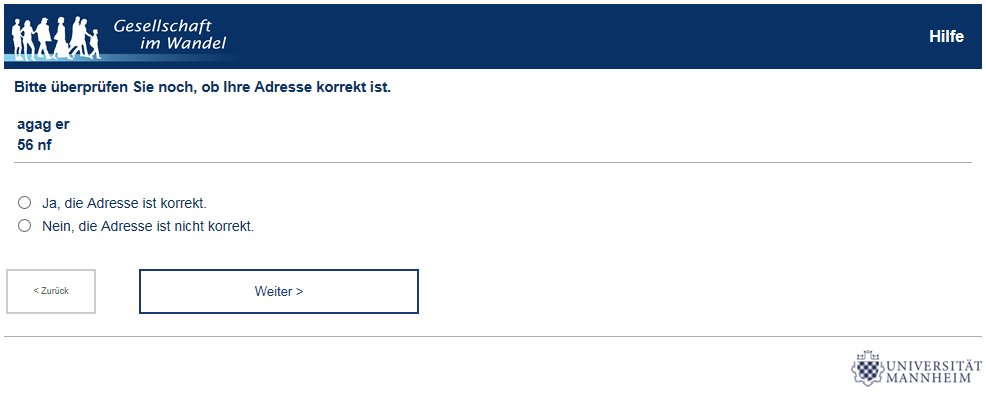 Gesellschaft
im Wandel
Hilfe
Bitte überprüfen Sie noch, ob Ihre Adresse korrekt ist.
agag er
56 nf
Ja, die Adresse ist korrekt.
Nein, die Adresse ist nicht korrekt.
< Zurück
Weiter >
UNIVERSITÄT
MANNHEIM